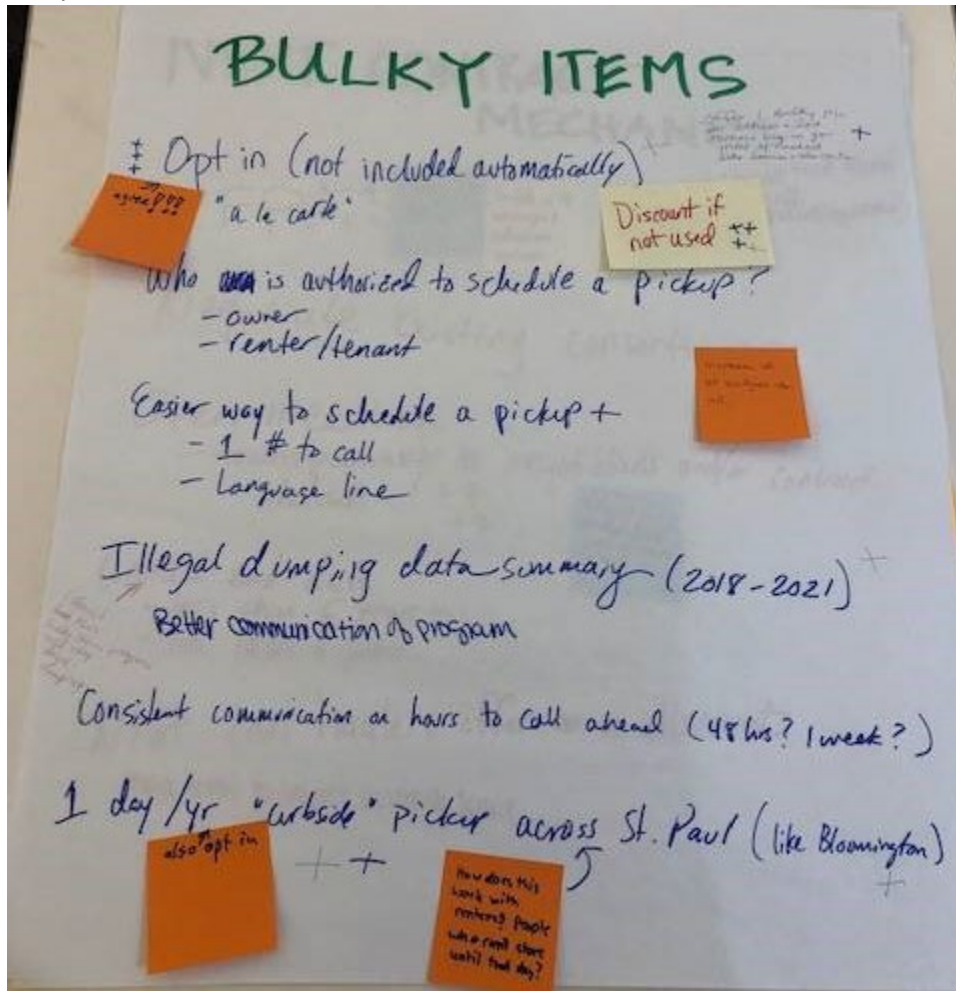 BULKY ITEMS
+
++ Opt in (not included automatically)
agree
"a la carte"
Discount if
not used ++
+
Who is authorized to schedule a pickup?
- owner
- renter/tenant
Easier way to schedule a pickup +
- 1 # to call
- Language line
Illegal dumping data summary (2018-2021) +
Better communication of program
Consistent communication on hours to call ahead (48 hrs? 1 week?)
1 day/yr "curbside" pickup across St. Paul (like Bloomington)
also opt in
+ +
+
How does this
work with
renters? People
who can't store
until that day?